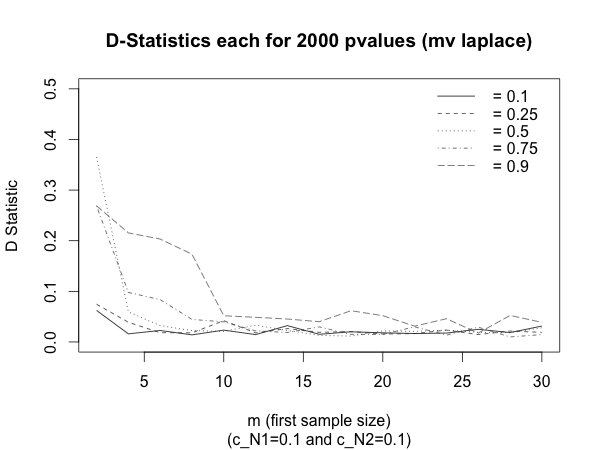 D-Statistics each for 2000 pvalues (mv laplace)
D Statistic
0.5
0.4
0.3
0.2
0.1
0.0
= 0.1
= 0.25
= 0.5
= 0.75
= 0.9
5 10 15 20 25 30
m (first sample size)
(c_N1=0.1 and c_N2=0.1)